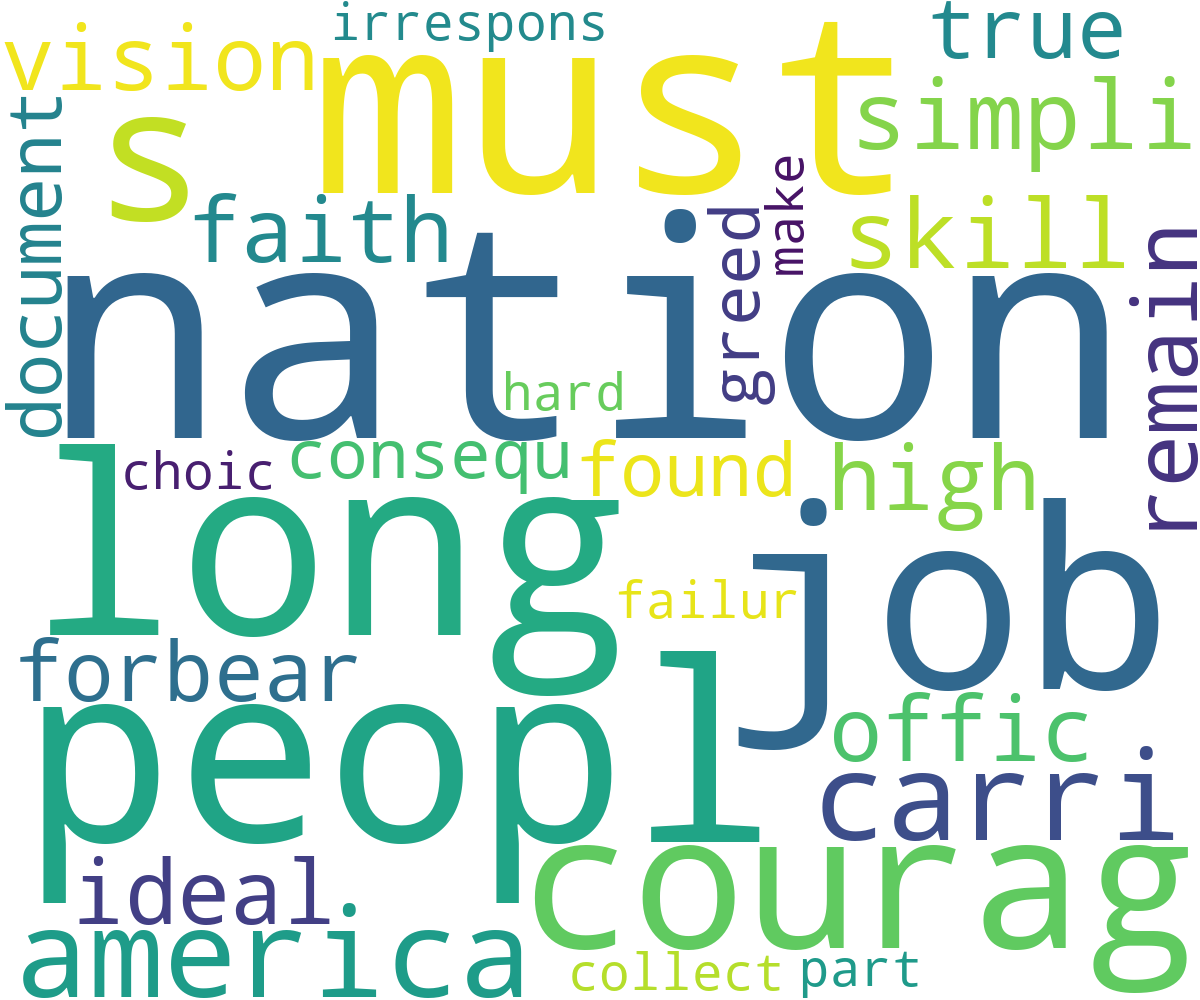 irrespons
true
vision
must
simpli
s
document
make
faith
skill
greed
nation
remain
hard
choic
consequ
found
high
long
job
failur
forbear
peopl
offic
carri
ideal
courag
america
collect
part